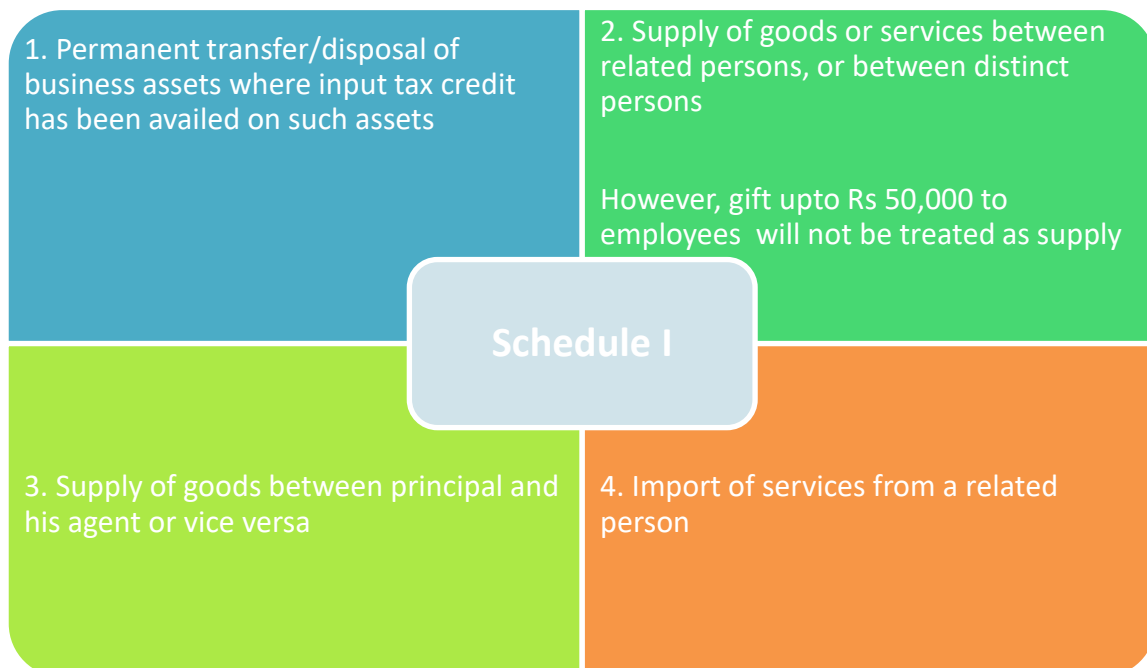 1. Permanent transfer/disposal of
business assets where input tax credit
has been availed on such assets
2. Supply of goods or services between
related persons, or between distinct
persons
However, gift upto Rs 50,000 to
employees  will not be treated as supply
Schedule I
3. Supply of goods between principal and
his agent or vice versa
4. Import of services from a related
person